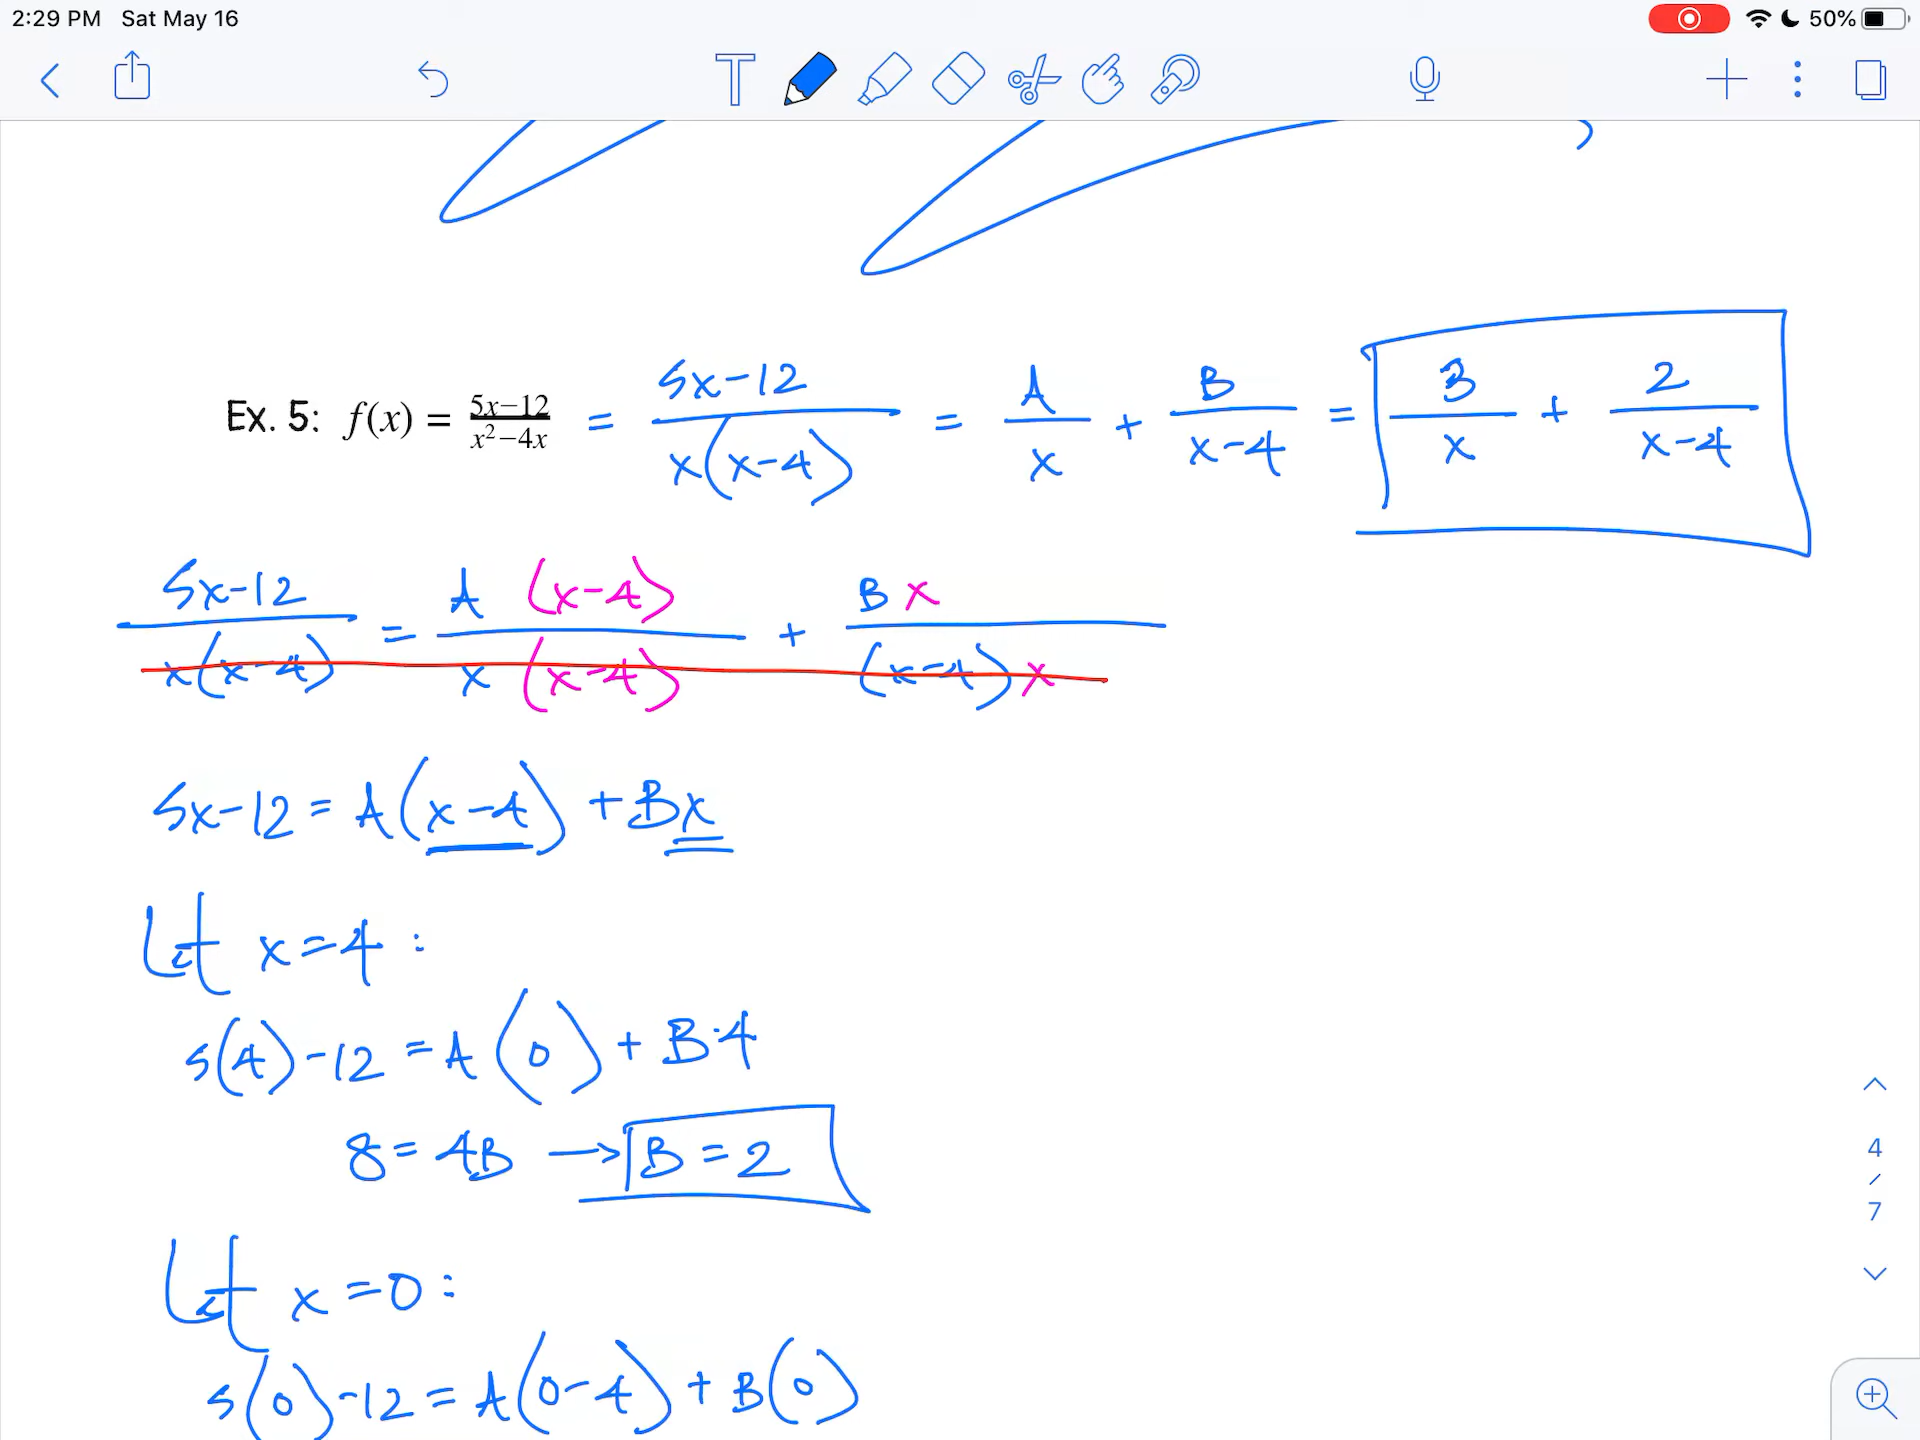 2:29 PM Sat May 16 50%
T
Ex. 5: f(x) = (5x−12)/(x²−4x) = (5x-12)/(x(x-4)) = A/x + B/(x-4) = 3/x + 2/(x-4)
(5x-12)/(x(x-4)) = (A (x-4))/(x (x-4)) + (B x)/((x-4) x)
5x-12 = A(x-4) + Bx
Let x=4:
5(4)-12 = A(0) + B·4
8 = 4B → B = 2
Let x=0:
5(0)-12 = A(0-4) + B(0)
4
/
7